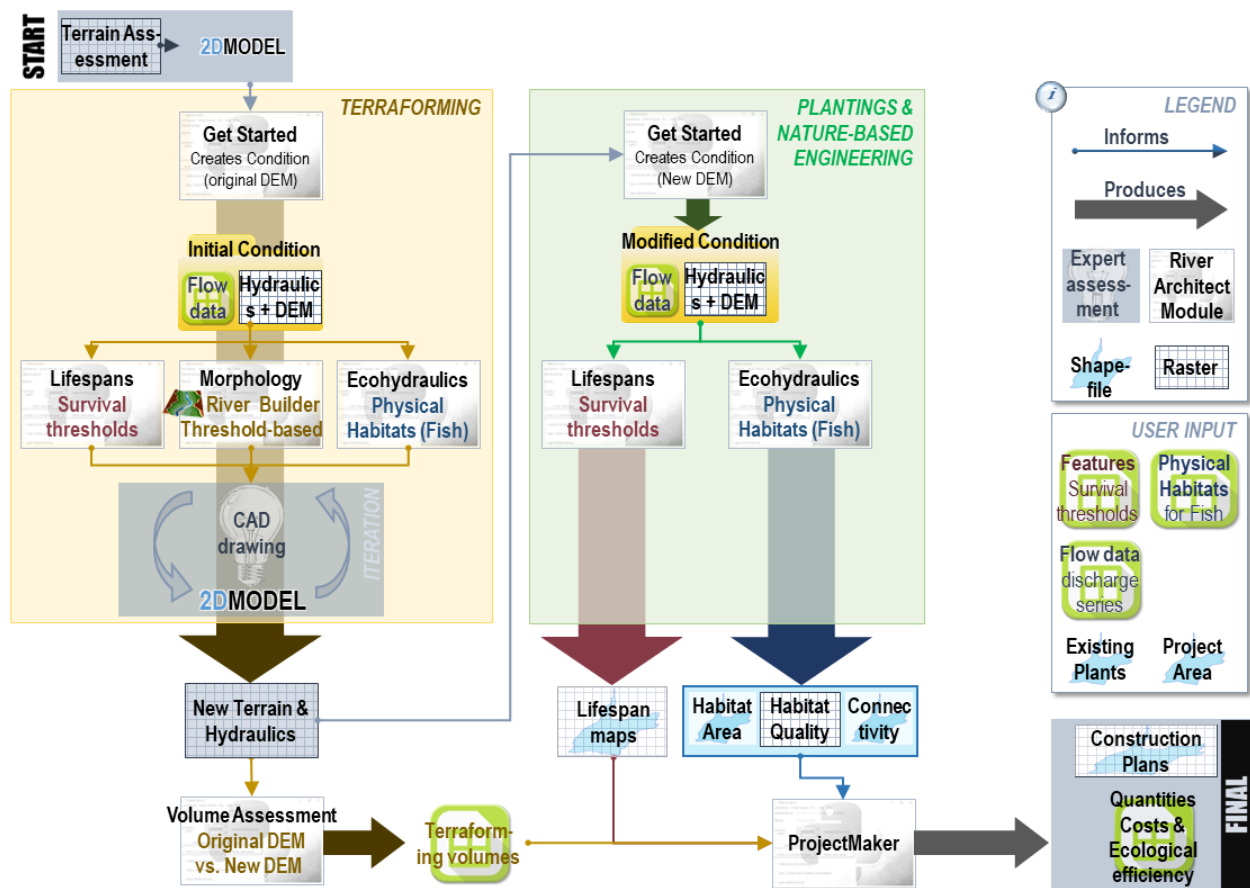 START
Terrain Ass-
essment
2DMODEL
TERRAFORMING
Get Started
Creates Condition
(original DEM)
Initial Condition
Flow
data
Hydraulic
s + DEM
Lifespans
Survival
thresholds
Morphology
River Builder
Threshold-based
Ecohydraulics
Physical
Habitats (Fish)
CAD
drawing
ITERATION
2DMODEL
New Terrain &
Hydraulics
Volume Assessment
Original DEM
vs. New DEM
Terraform-
ing volumes
PLANTINGS &
NATURE-BASED
ENGINEERING
Get Started
Creates Condition
(New DEM)
Modified Condition
Flow
data
Hydraulic
s + DEM
Lifespans
Survival
thresholds
Ecohydraulics
Physical
Habitats (Fish)
Lifespan
maps
Habitat
Area
Habitat
Quality
Connec
tivity
ProjectMaker
i
LEGEND
Informs
Produces
Expert
assess-
ment
River
Architect
Module
Shape-
file
Raster
USER INPUT
Features
Survival
thresholds
Physical
Habitats
for Fish
Flow data
discharge
series
Existing
Plants
Project
Area
Construction
Plans
Quantities
Costs &
Ecological
efficiency
FINAL